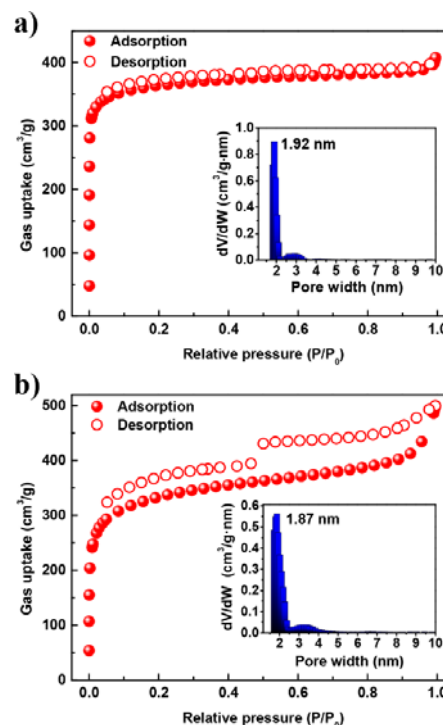 a)
Adsorption
Desorption
400
300
200
100
0
Gas uptake (cm³/g)
0.0 0.2 0.4 0.6 0.8 1.0
Relative pressure (P/P₀)
1.92 nm
1.0
0.8
0.6
0.4
0.2
0.0
dV/dW (cm³/g·nm)
2 3 4 5 6 7 8 9 10
Pore width (nm)
b)
Adsorption
Desorption
500
400
300
200
100
0
Gas uptake (cm³/g)
0.0 0.2 0.4 0.6 0.8 1.0
Relative pressure (P/P₀)
1.87 nm
0.6
0.5
0.4
0.3
0.2
0.1
0.0
dV/dW (cm³/g·nm)
2 3 4 5 6 7 8 9 10
Pore width (nm)